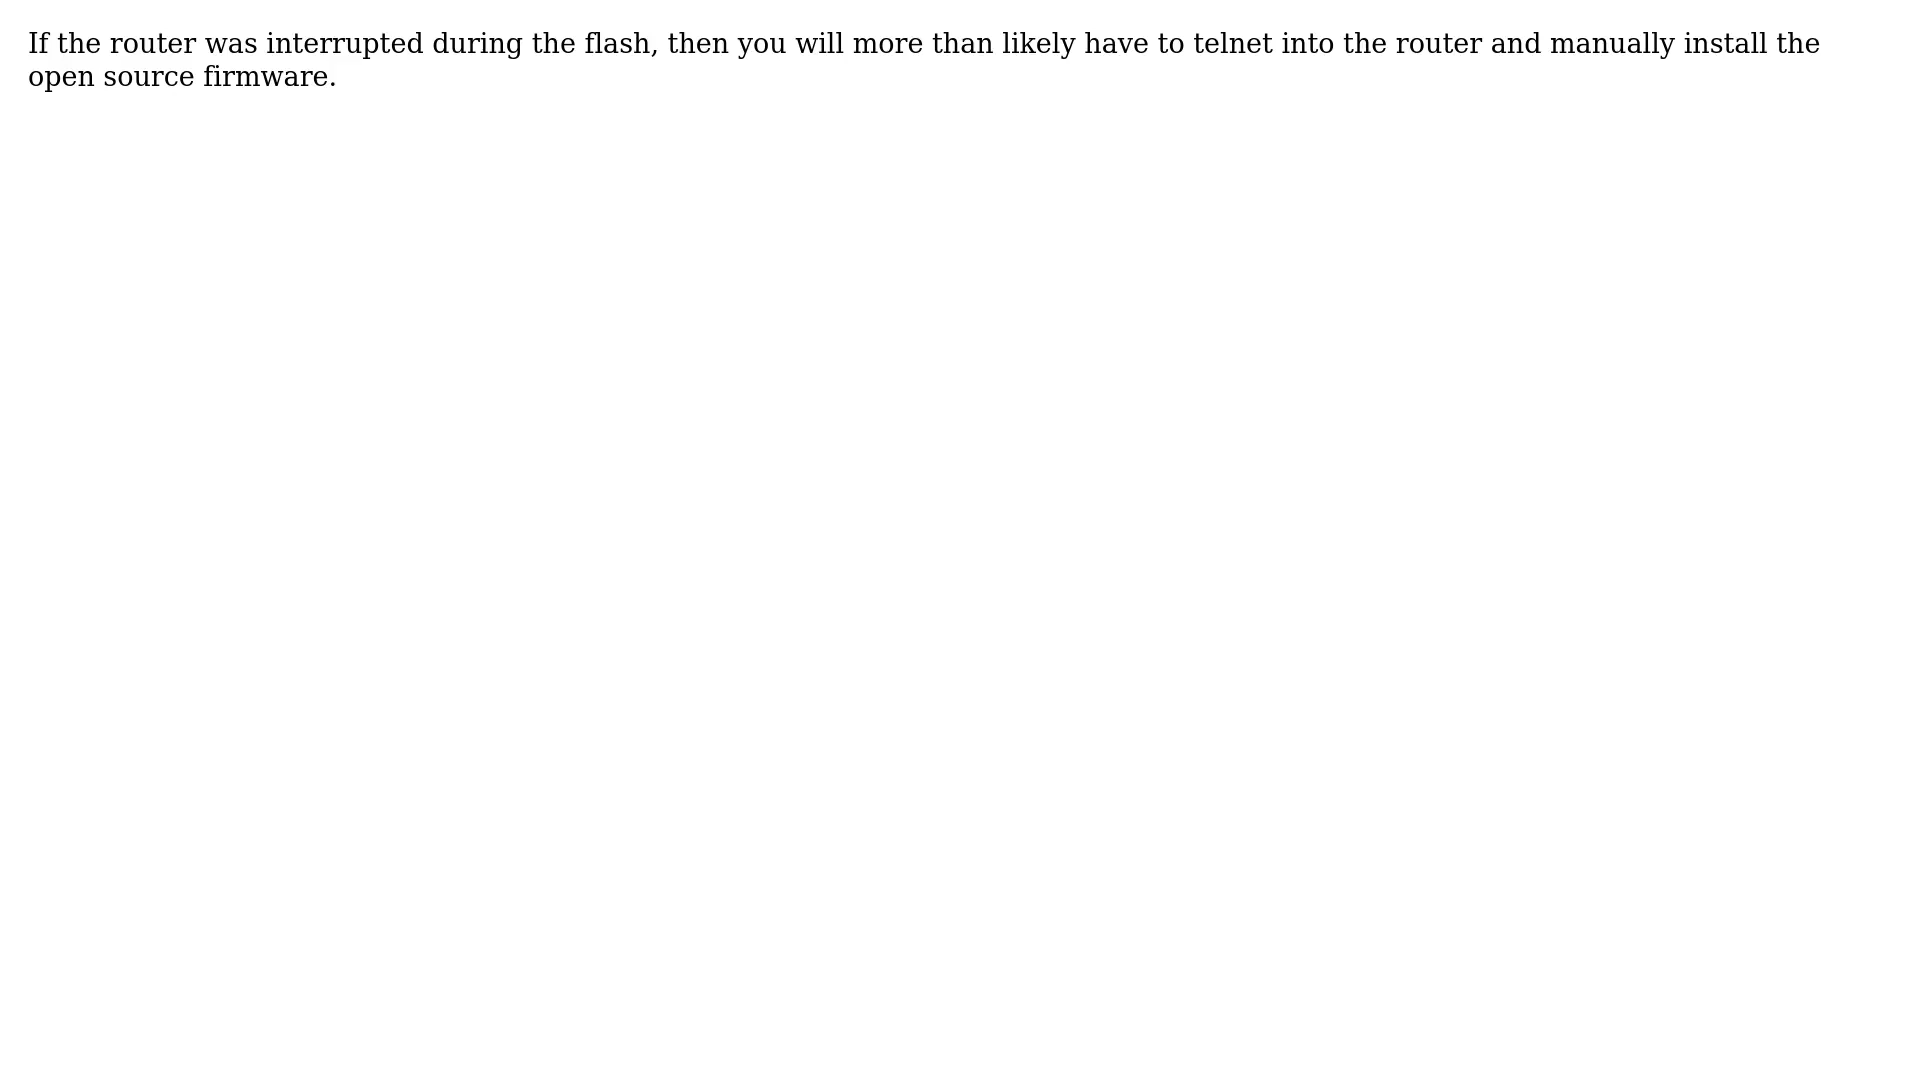 If the router was interrupted during the flash, then you will more than likely have to telnet into the router and manually install the
open source firmware.